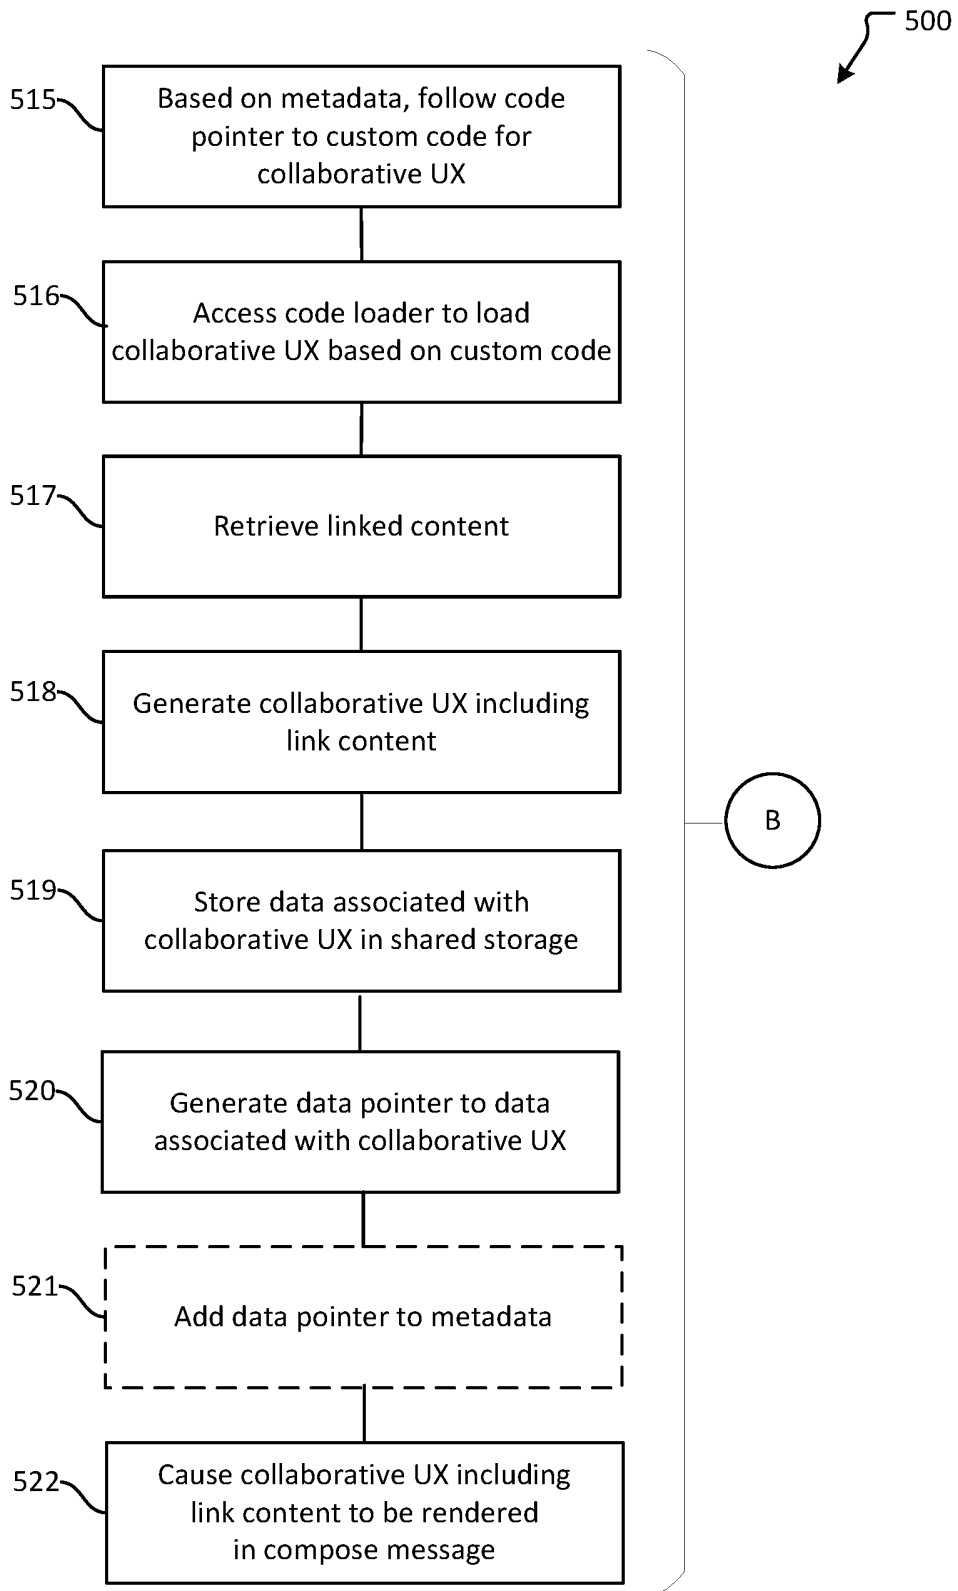 500
515
Based on metadata, follow code
pointer to custom code for
collaborative UX
516
Access code loader to load
collaborative UX based on custom code
517
Retrieve linked content
518
Generate collaborative UX including
link content
B
519
Store data associated with
collaborative UX in shared storage
520
Generate data pointer to data
associated with collaborative UX
521
Add data pointer to metadata
522
Cause collaborative UX including
link content to be rendered
in compose message